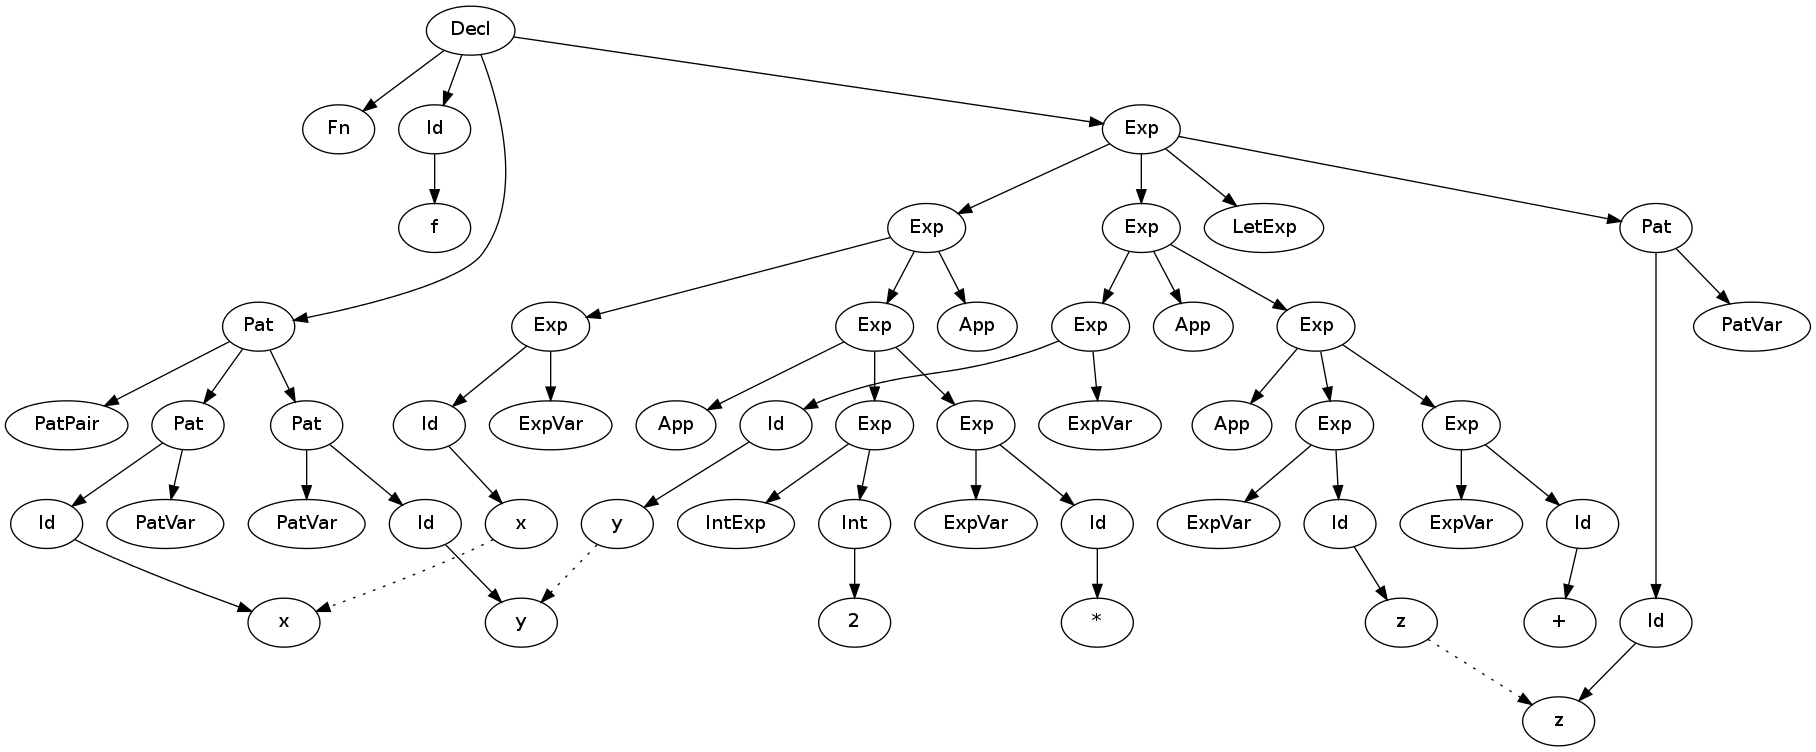 Decl
Fn
Id
Exp
f
Exp
Exp
LetExp
Pat
Pat
Exp
Exp
App
Exp
App
Exp
PatVar
PatPair
Pat
Pat
Id
ExpVar
App
Id
Exp
Exp
ExpVar
App
Exp
Exp
Id
PatVar
PatVar
Id
x
y
IntExp
Int
ExpVar
Id
ExpVar
Id
ExpVar
Id
x
y
2
*
z
+
Id
z